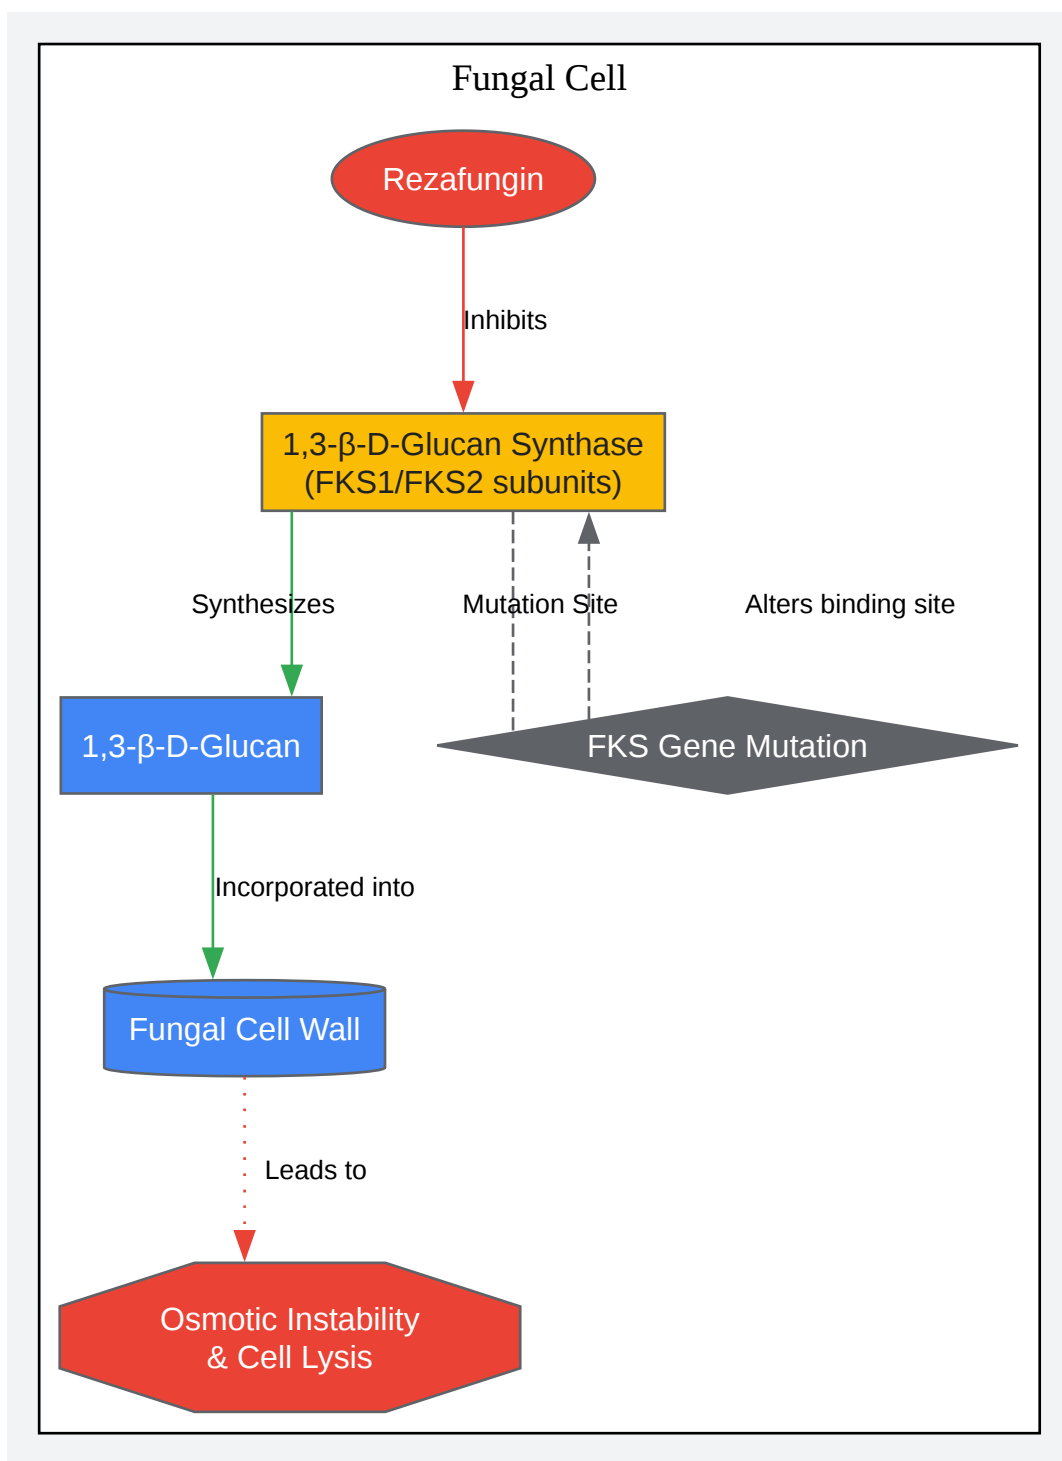 Fungal Cell
Rezafungin
Inhibits
1,3-β-D-Glucan Synthase
(FKS1/FKS2 subunits)
Synthesizes
Mutation Site
Alters binding site
1,3-β-D-Glucan
FKS Gene Mutation
Incorporated into
Fungal Cell Wall
Leads to
Osmotic Instability
& Cell Lysis